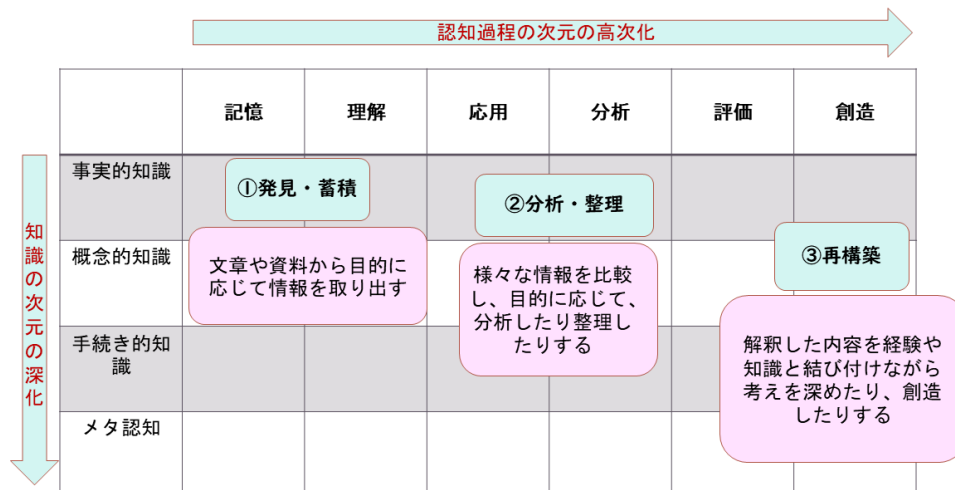 認知過程の次元の高次化
記憶
理解
応用
分析
評価
創造
知識の次元の深化
事実的知識
①発見・蓄積
②分析・整理
概念的知識
文章や資料から目的に
応じて情報を取り出す
様々な情報を比較
し、目的に応じて、
分析したり整理し
たりする
③再構築
手続き的知
識
解釈した内容を経験や
知識と結び付けながら
考えを深めたり、創造
したりする
メタ認知